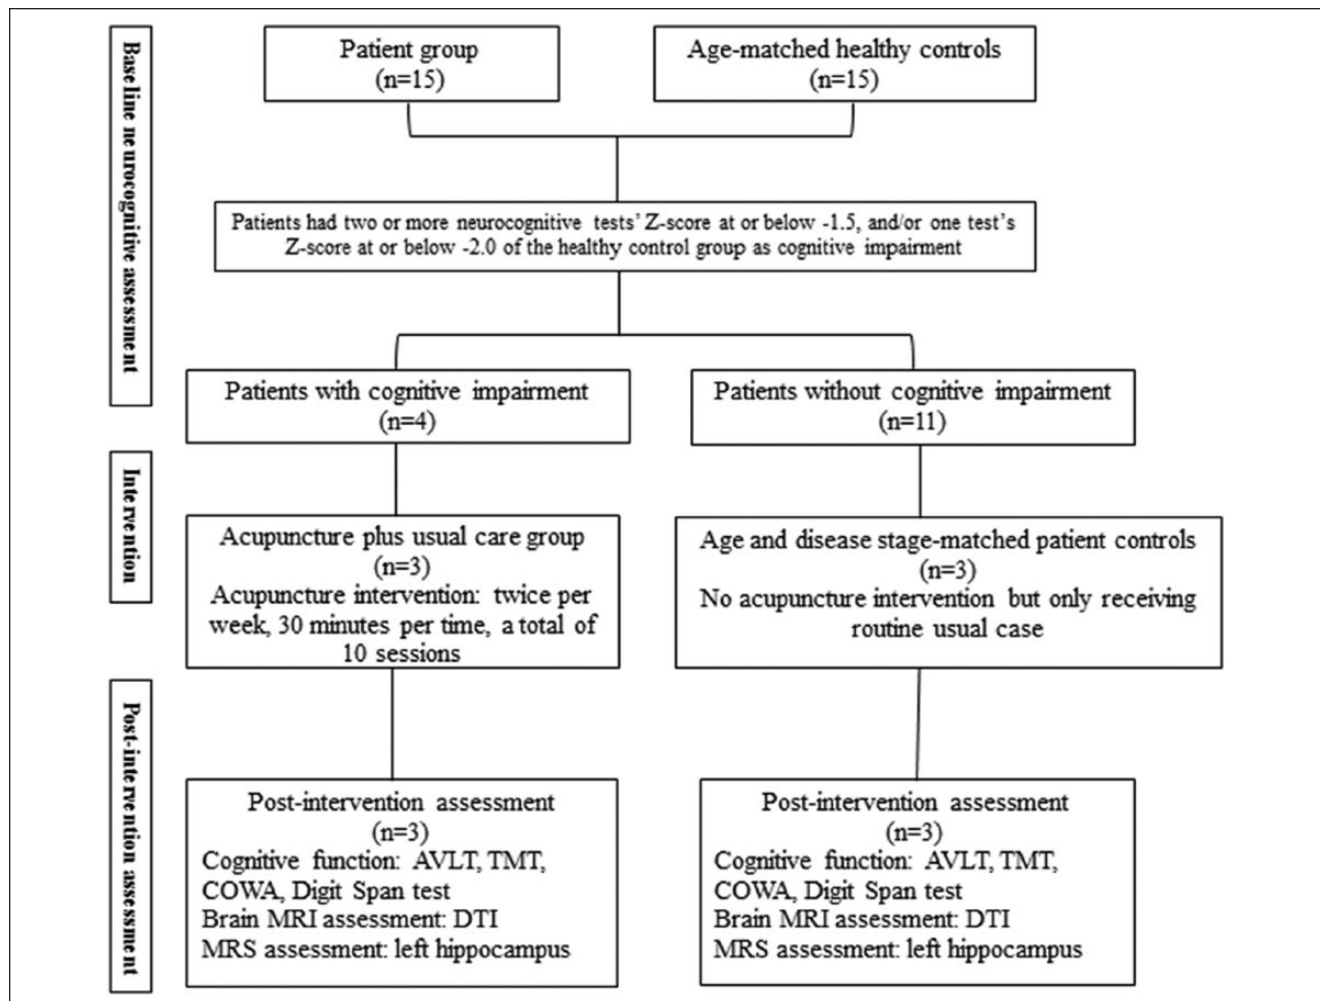 Baseline neurocognitive assessment
Patient group
(n=15)
Age-matched healthy controls
(n=15)
Patients had two or more neurocognitive tests’ Z-score at or below -1.5, and/or one test’s
Z-score at or below -2.0 of the healthy control group as cognitive impairment
Patients with cognitive impairment
(n=4)
Patients without cognitive impairment
(n=11)
Intervention
Acupuncture plus usual care group
(n=3)
Acupuncture intervention: twice per
week, 30 minutes per time, a total of
10 sessions
Age and disease stage-matched patient controls
(n=3)
No acupuncture intervention but only receiving
routine usual case
Post-intervention assessment
Post-intervention assessment
(n=3)
Cognitive function: AVLT, TMT,
COWA, Digit Span test
Brain MRI assessment: DTI
MRS assessment: left hippocampus
Post-intervention assessment
(n=3)
Cognitive function: AVLT, TMT,
COWA, Digit Span test
Brain MRI assessment: DTI
MRS assessment: left hippocampus